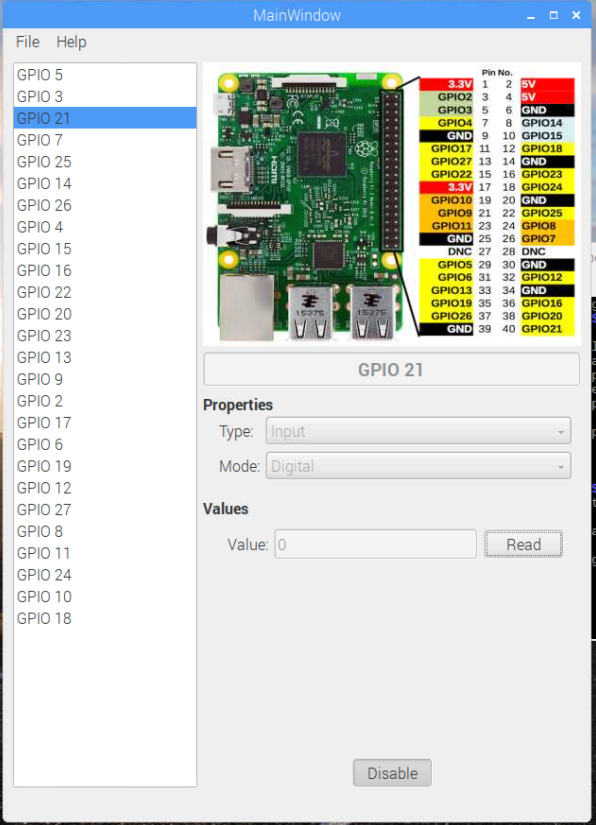 MainWindow
File Help
GPIO 5
GPIO 3
GPIO 21
GPIO 7
GPIO 25
GPIO 14
GPIO 26
GPIO 4
GPIO 15
GPIO 16
GPIO 22
GPIO 20
GPIO 23
GPIO 13
GPIO 9
GPIO 2
GPIO 17
GPIO 6
GPIO 19
GPIO 12
GPIO 27
GPIO 8
GPIO 11
GPIO 24
GPIO 10
GPIO 18
HDMI
15375 15375
Pin No.
3.3V 1 2 5V
GPIO2 3 4 5V
GPIO3 5 6 GND
GPIO4 7 8 GPIO14
GND 9 10 GPIO15
GPIO17 11 12 GPIO18
GPIO27 13 14 GND
GPIO22 15 16 GPIO23
3.3V 17 18 GPIO24
GPIO10 19 20 GND
GPIO9 21 22 GPIO25
GPIO11 23 24 GPIO8
GND 25 26 GPIO7
DNC 27 28 DNC
GPIO5 29 30 GND
GPIO6 31 32 GPIO12
GPIO13 33 34 GND
GPIO19 35 36 GPIO16
GPIO26 37 38 GPIO20
GND 39 40 GPIO21
GPIO 21
Properties
Type: Input
Mode: Digital
Values
Value: 0 Read
Disable